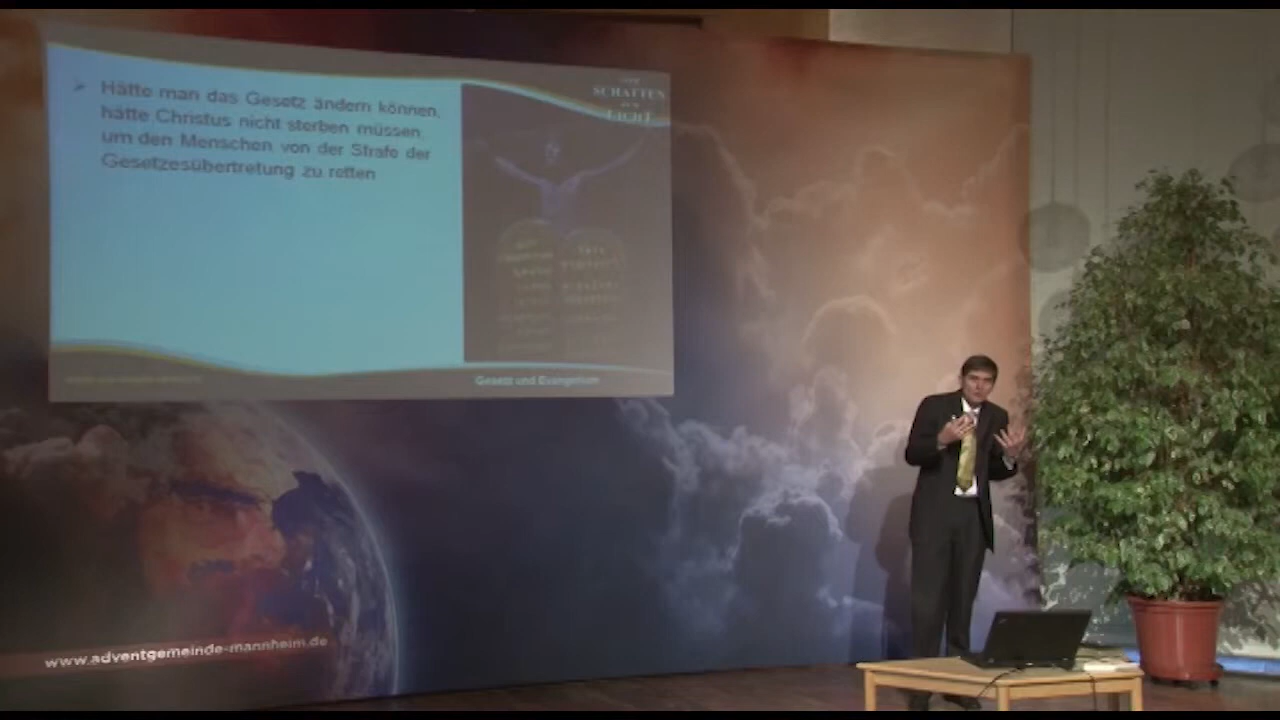 Hätte man das Gesetz ändern können,
hätte Christus nicht sterben müssen,
um den Menschen von der Strafe der
Gesetzesübertretung zu retten
SCHATTEN
LICHT
Gesetz und Evangelium
www.adventgemeinde-mannheim.de